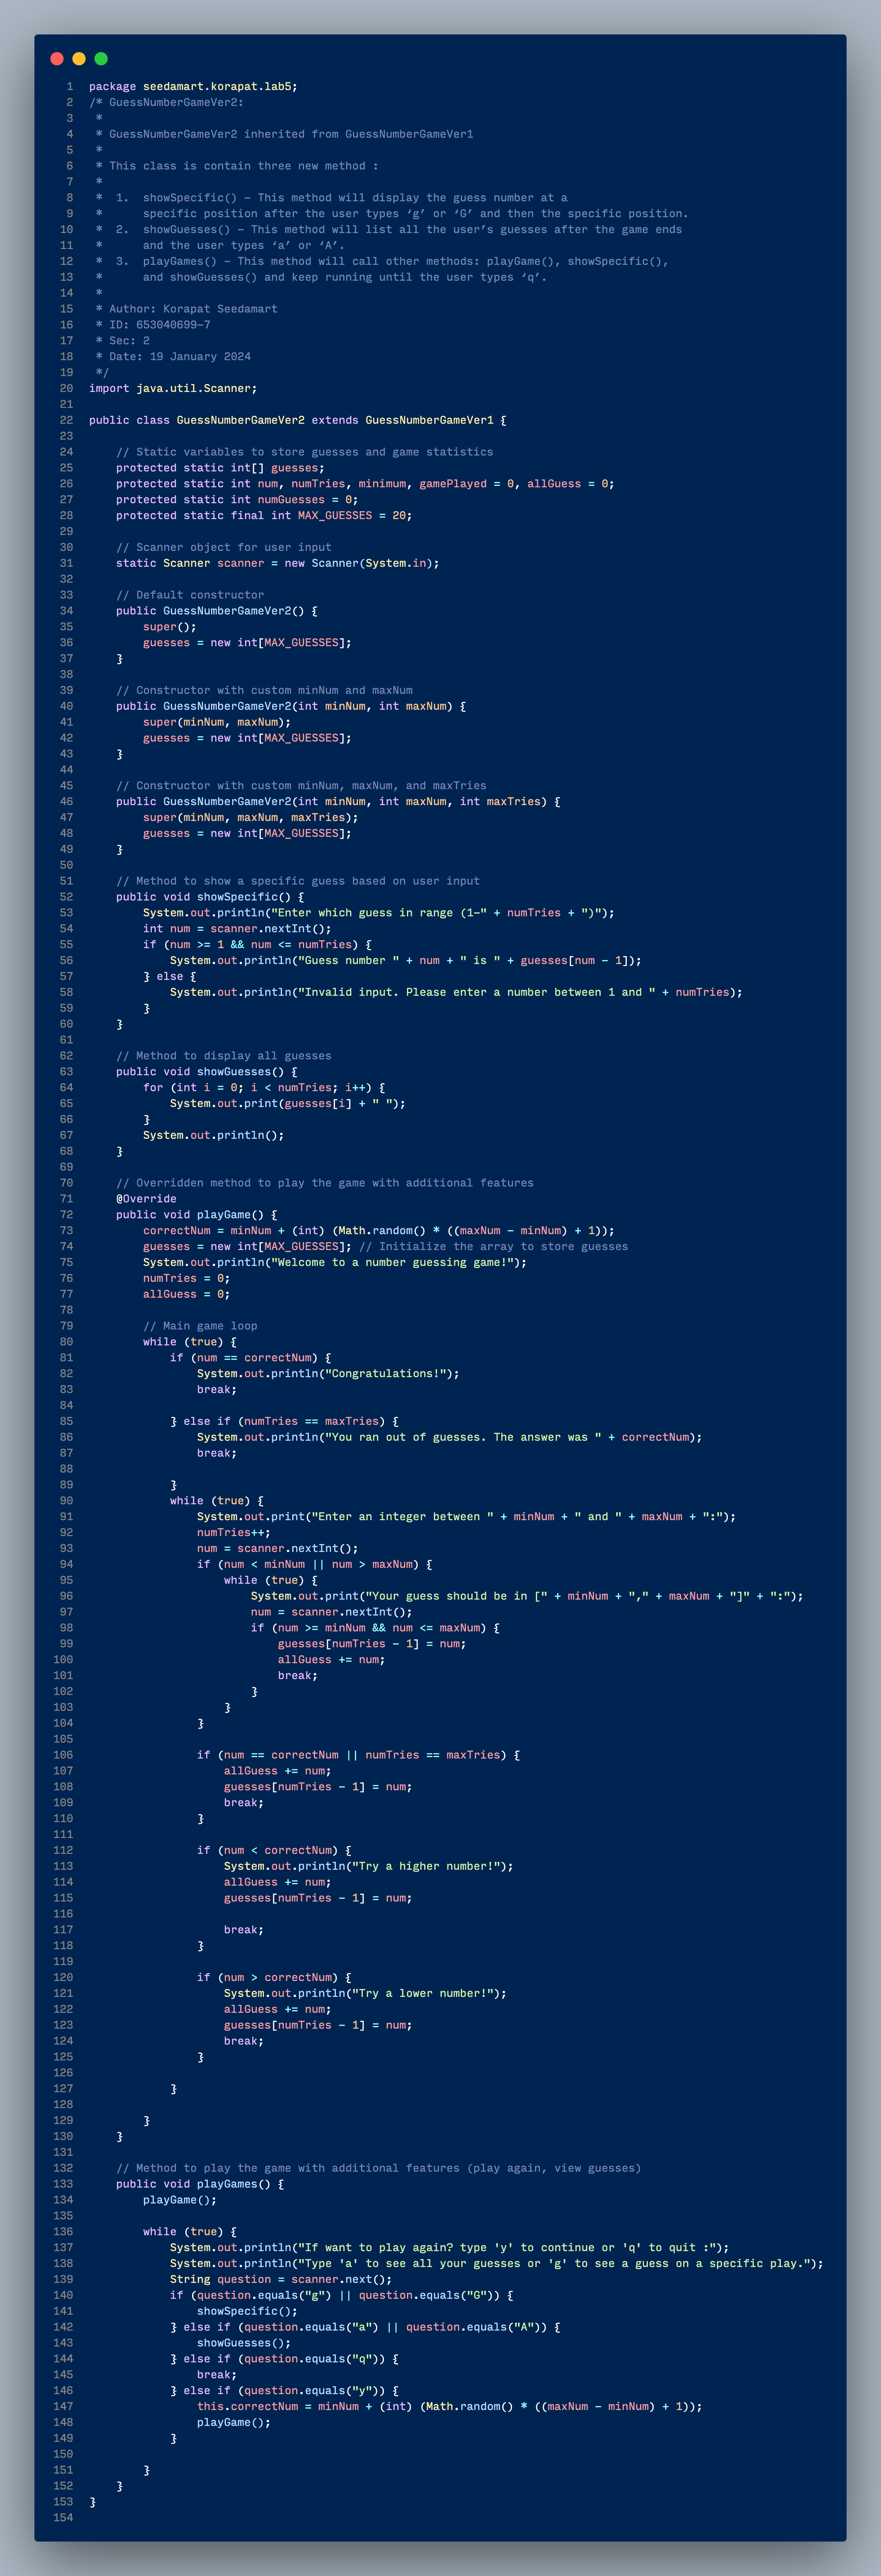 1 package seedamart.korapat.lab5;
2 /* GuessNumberGameVer2:
3  *
4  * GuessNumberGameVer2 inherited from GuessNumberGameVer1
5  *
6  * This class is contain three new method :
7  *
8  *  1.  showSpecific() – This method will display the guess number at a
9  *      specific position after the user types ‘g’ or ‘G’ and then the specific position.
10  *  2.  showGuesses() – This method will list all the user’s guesses after the game ends
11  *      and the user types ‘a’ or ‘A’.
12  *  3.  playGames() – This method will call other methods: playGame(), showSpecific(),
13  *      and showGuesses() and keep running until the user types ‘q’.
14  *
15  * Author: Korapat Seedamart
16  * ID: 653040699-7
17  * Sec: 2
18  * Date: 19 January 2024
19  */
20 import java.util.Scanner;
21
22 public class GuessNumberGameVer2 extends GuessNumberGameVer1 {
23
24     // Static variables to store guesses and game statistics
25     protected static int[] guesses;
26     protected static int num, numTries, minimum, gamePlayed = 0, allGuess = 0;
27     protected static int numGuesses = 0;
28     protected static final int MAX_GUESSES = 20;
29
30     // Scanner object for user input
31     static Scanner scanner = new Scanner(System.in);
32
33     // Default constructor
34     public GuessNumberGameVer2() {
35         super();
36         guesses = new int[MAX_GUESSES];
37     }
38
39     // Constructor with custom minNum and maxNum
40     public GuessNumberGameVer2(int minNum, int maxNum) {
41         super(minNum, maxNum);
42         guesses = new int[MAX_GUESSES];
43     }
44
45     // Constructor with custom minNum, maxNum, and maxTries
46     public GuessNumberGameVer2(int minNum, int maxNum, int maxTries) {
47         super(minNum, maxNum, maxTries);
48         guesses = new int[MAX_GUESSES];
49     }
50
51     // Method to show a specific guess based on user input
52     public void showSpecific() {
53         System.out.println("Enter which guess in range (1-" + numTries + ")");
54         int num = scanner.nextInt();
55         if (num >= 1 && num <= numTries) {
56             System.out.println("Guess number " + num + " is " + guesses[num - 1]);
57         } else {
58             System.out.println("Invalid input. Please enter a number between 1 and " + numTries);
59         }
60     }
61
62     // Method to display all guesses
63     public void showGuesses() {
64         for (int i = 0; i < numTries; i++) {
65             System.out.print(guesses[i] + " ");
66         }
67         System.out.println();
68     }
69
70     // Overridden method to play the game with additional features
71     @Override
72     public void playGame() {
73         correctNum = minNum + (int) (Math.random() * ((maxNum - minNum) + 1));
74         guesses = new int[MAX_GUESSES]; // Initialize the array to store guesses
75         System.out.println("Welcome to a number guessing game!");
76         numTries = 0;
77         allGuess = 0;
78
79         // Main game loop
80         while (true) {
81             if (num == correctNum) {
82                 System.out.println("Congratulations!");
83                 break;
84
85             } else if (numTries == maxTries) {
86                 System.out.println("You ran out of guesses. The answer was " + correctNum);
87                 break;
88
89             }
90             while (true) {
91                 System.out.print("Enter an integer between " + minNum + " and " + maxNum + ":");
92                 numTries++;
93                 num = scanner.nextInt();
94                 if (num < minNum || num > maxNum) {
95                     while (true) {
96                         System.out.print("Your guess should be in [" + minNum + "," + maxNum + "]" + ":");
97                         num = scanner.nextInt();
98                         if (num >= minNum && num <= maxNum) {
99                             guesses[numTries - 1] = num;
100                             allGuess += num;
101                             break;
102                         }
103                     }
104                 }
105
106                 if (num == correctNum || numTries == maxTries) {
107                     allGuess += num;
108                     guesses[numTries - 1] = num;
109                     break;
110                 }
111
112                 if (num < correctNum) {
113                     System.out.println("Try a higher number!");
114                     allGuess += num;
115                     guesses[numTries - 1] = num;
116
117                     break;
118                 }
119
120                 if (num > correctNum) {
121                     System.out.println("Try a lower number!");
122                     allGuess += num;
123                     guesses[numTries - 1] = num;
124                     break;
125                 }
126
127             }
128
129         }
130     }
131
132     // Method to play the game with additional features (play again, view guesses)
133     public void playGames() {
134         playGame();
135
136         while (true) {
137             System.out.println("If want to play again? type 'y' to continue or 'q' to quit :");
138             System.out.println("Type 'a' to see all your guesses or 'g' to see a guess on a specific play.");
139             String question = scanner.next();
140             if (question.equals("g") || question.equals("G")) {
141                 showSpecific();
142             } else if (question.equals("a") || question.equals("A")) {
143                 showGuesses();
144             } else if (question.equals("q")) {
145                 break;
146             } else if (question.equals("y")) {
147                 this.correctNum = minNum + (int) (Math.random() * ((maxNum - minNum) + 1));
148                 playGame();
149             }
150
151         }
152     }
153 }
154